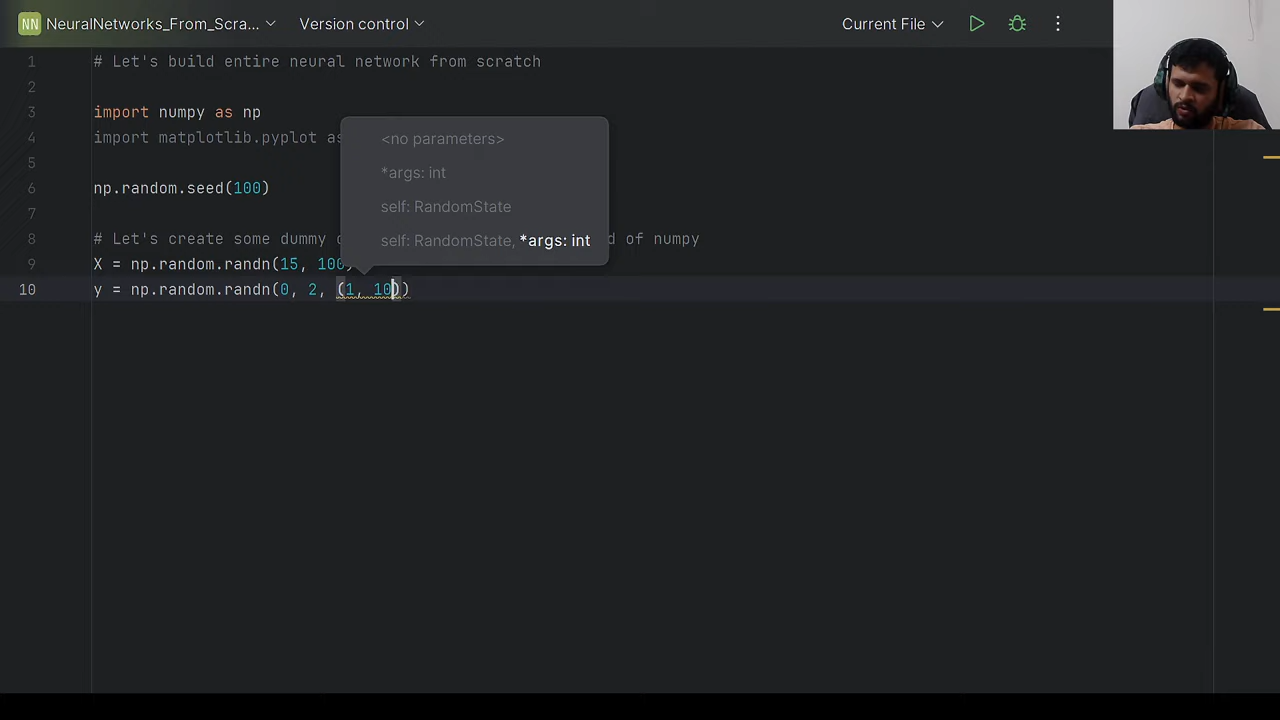 NN NeuralNetworks_From_Scra... Version control Current File
1 # Let's build entire neural network from scratch
2
3 import numpy as np
4 import matplotlib.pyplot as
5
6 np.random.seed(100)
7
8 # Let's create some dummy d of numpy
9 X = np.random.randn(15, 100)
10 y = np.random.randn(0, 2, (1, 10))
<no parameters>
*args: int
self: RandomState
self: RandomState, *args: int